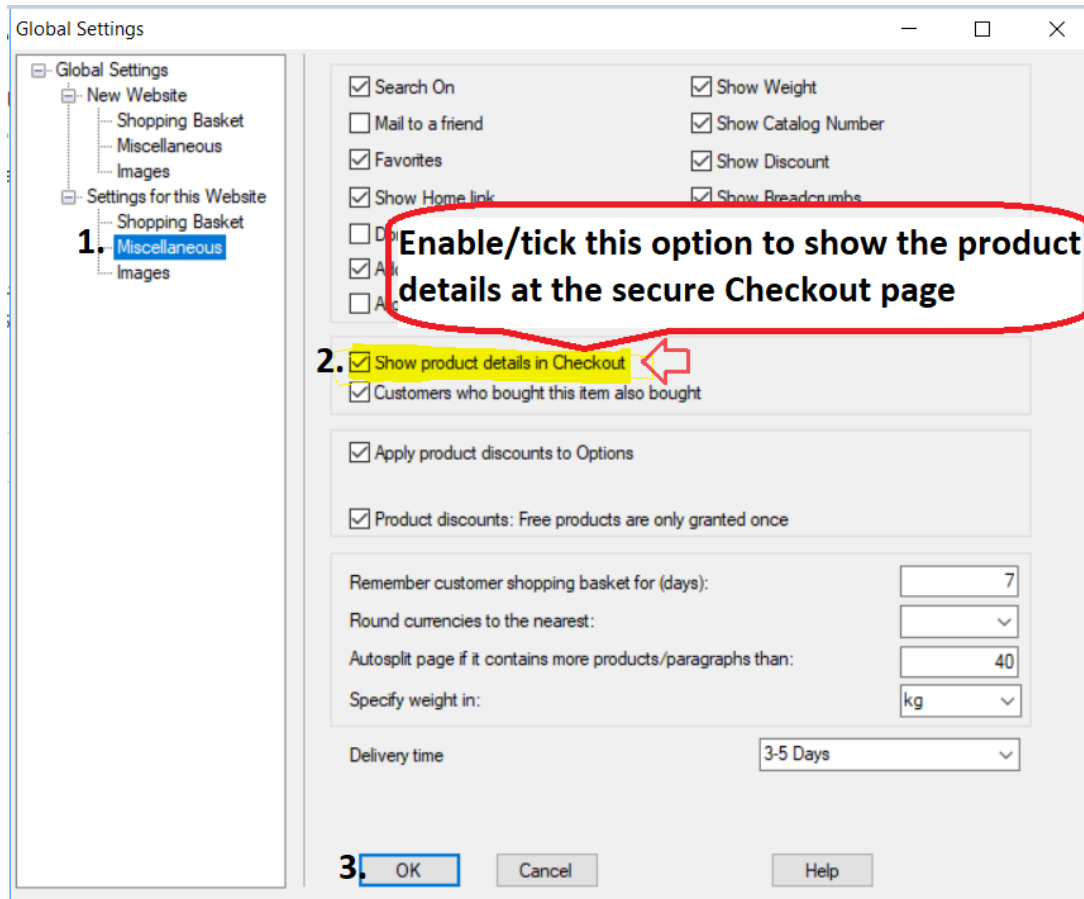 Global Settings
Global Settings
New Website
Shopping Basket
Miscellaneous
Images
Settings for this Website
Shopping Basket
1. Miscellaneous
Images
Search On
Show Weight
Mail to a friend
Show Catalog Number
Favorites
Show Discount
Show Home link
Show Breadcrumbs
Enable/tick this option to show the product
details at the secure Checkout page
2. Show product details in Checkout
Customers who bought this item also bought
Apply product discounts to Options
Product discounts: Free products are only granted once
Remember customer shopping basket for (days): 7
Round currencies to the nearest:
Autosplit page if it contains more products/paragraphs than: 40
Specify weight in: kg
Delivery time 3-5 Days
3. OK Cancel Help